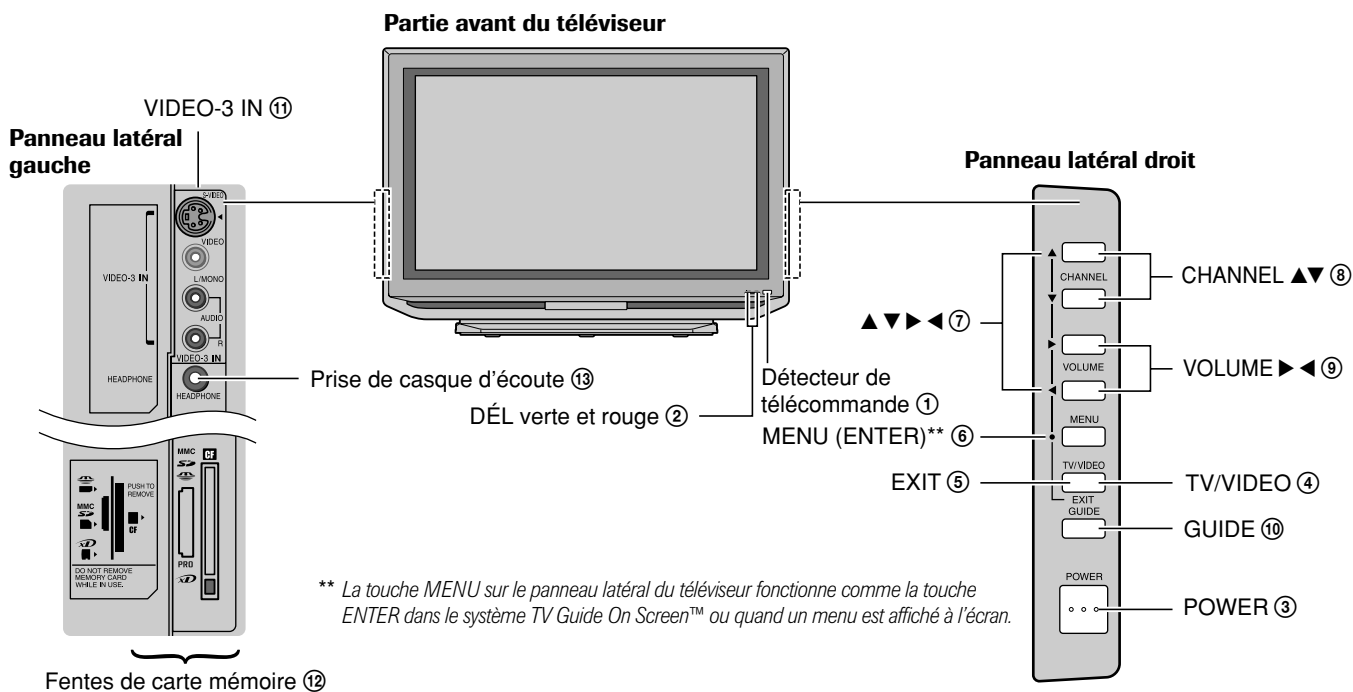 Partie avant du téléviseur
VIDEO-3 IN ⑪
Panneau latéral
gauche
S-VIDEO
VIDEO
L/MONO
VIDEO-3 IN
AUDIO
R
VIDEO-3 IN
HEADPHONE
HEADPHONE
Prise de casque d'écoute ⑬
DÉL verte et rouge ②
Détecteur de
télécommande ①
MENU (ENTER)** ⑥
EXIT ⑤
▲ ▼ ▶ ◀ ⑦
Panneau latéral droit
▲
CHANNEL
▼
▶
VOLUME
◀
MENU
TV/VIDEO
EXIT
GUIDE
POWER
CHANNEL ▲▼ ⑧
VOLUME ▶ ◀ ⑨
TV/VIDEO ④
GUIDE ⑩
POWER ③
MMC
SD
PUSH TO
REMOVE
CF
xD
DO NOT REMOVE
MEMORY CARD
WHILE IN USE.
MMC
CF
SD
PRO
xD
Fentes de carte mémoire ⑫
** La touche MENU sur le panneau latéral du téléviseur fonctionne comme la touche
ENTER dans le système TV Guide On Screen™ ou quand un menu est affiché à l'écran.